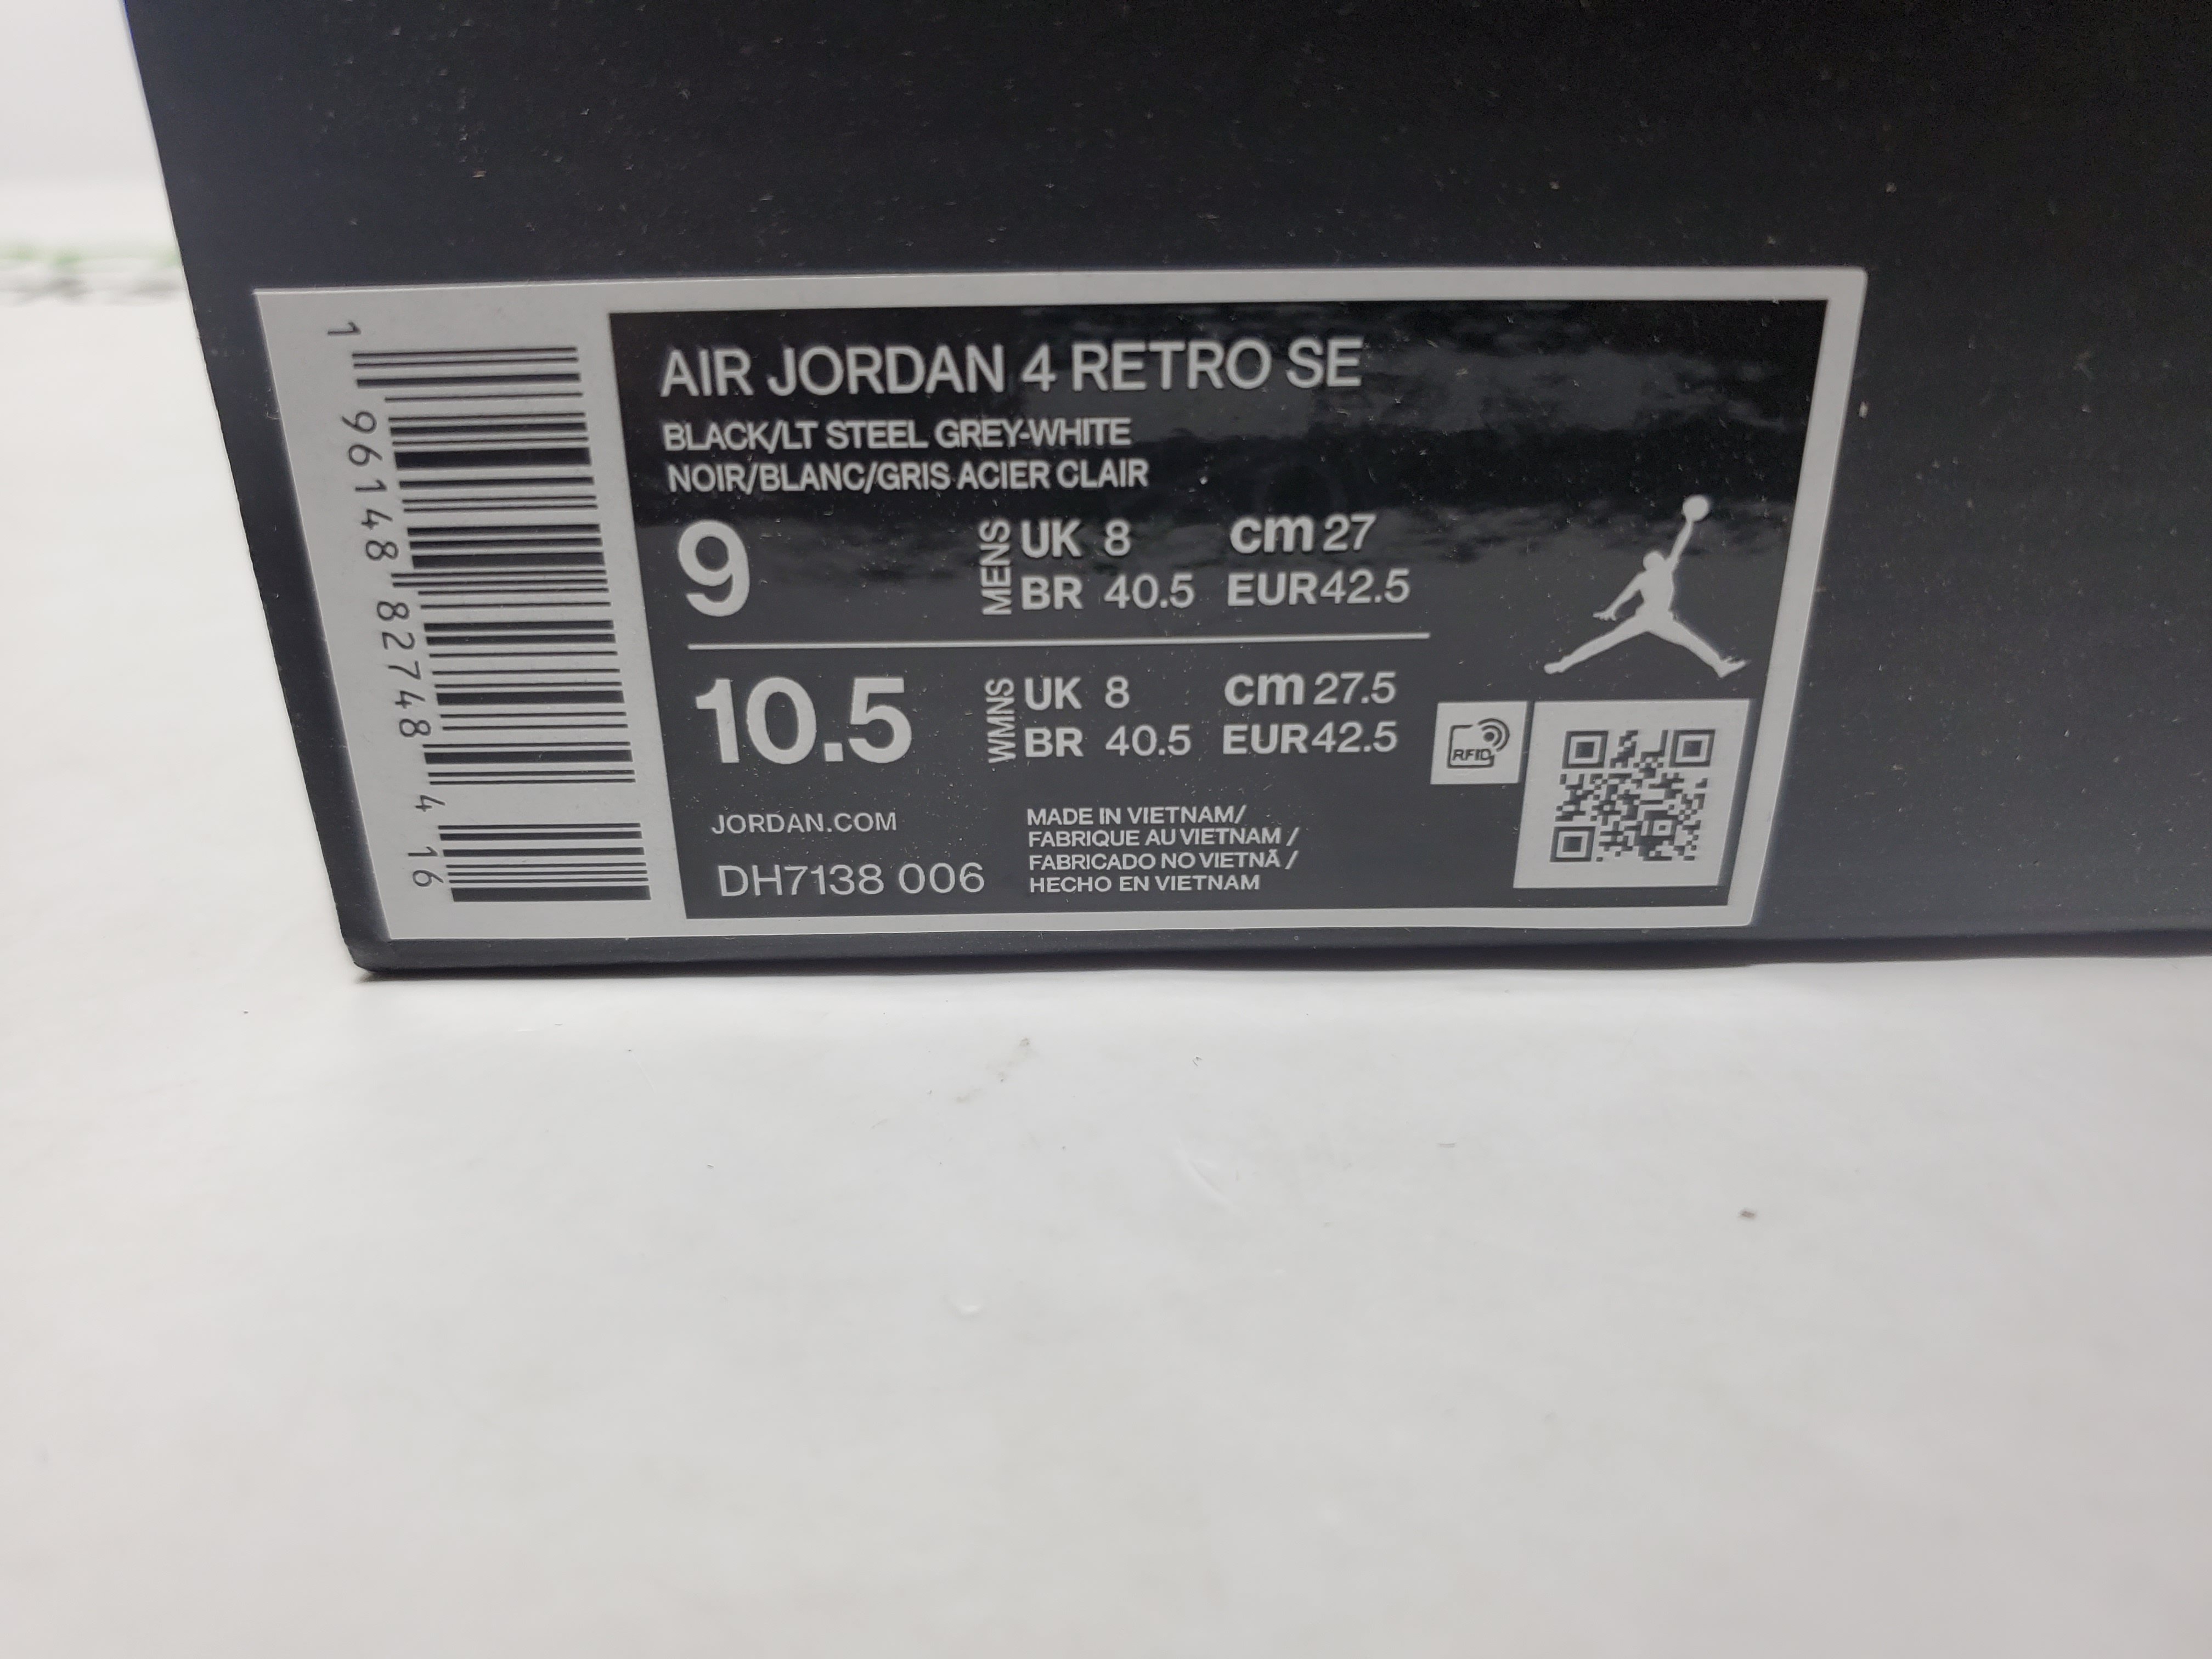 1 96148 82748 4 16
AIR JORDAN 4 RETRO SE
BLACK/LT STEEL GREY-WHITE
NOIR/BLANC/GRIS ACIER CLAIR
9 MENS UK 8 cm 27
BR 40.5 EUR 42.5
10.5 WMNS UK 8 cm 27.5
BR 40.5 EUR 42.5
RFID
JORDAN.COM
DH7138 006
MADE IN VIETNAM/
FABRIQUE AU VIETNAM /
FABRICADO NO VIETNÃ /
HECHO EN VIETNAM